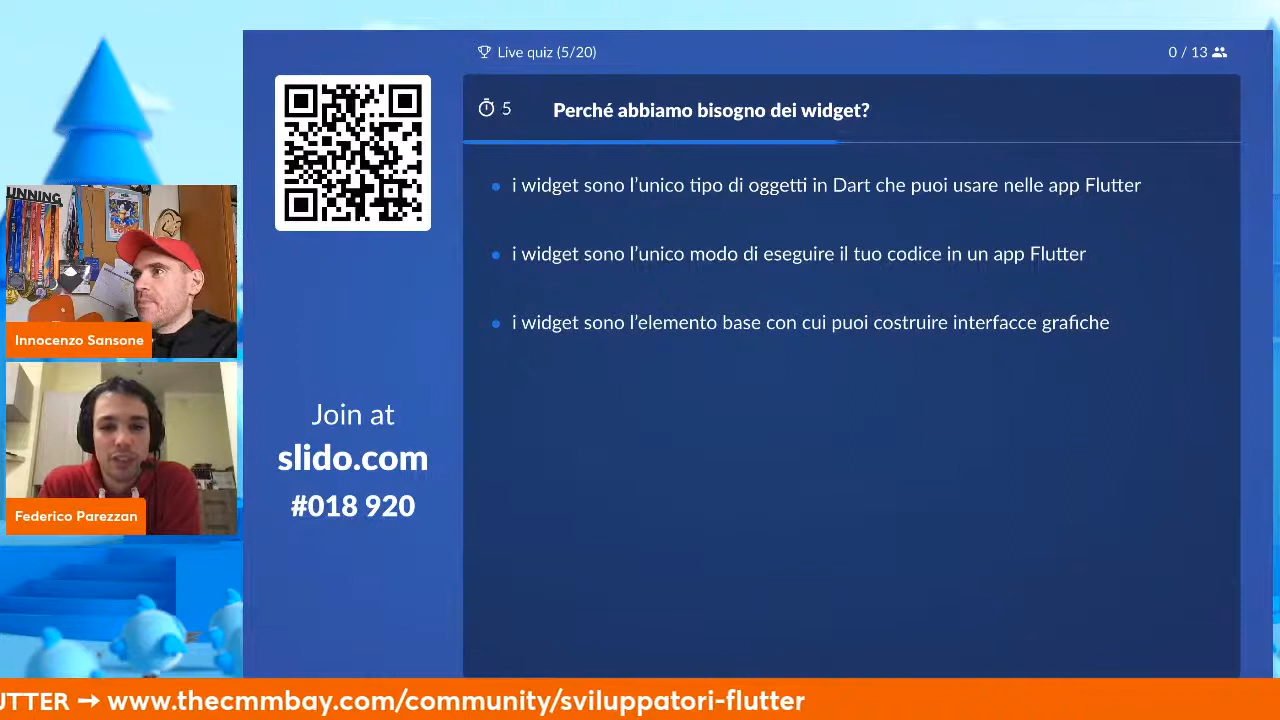 Live quiz (5/20)
0 / 13
5
Perché abbiamo bisogno dei widget?
i widget sono l’unico tipo di oggetti in Dart che puoi usare nelle app Flutter
i widget sono l’unico modo di eseguire il tuo codice in un app Flutter
i widget sono l’elemento base con cui puoi costruire interfacce grafiche
Join at
slido.com
#018 920
UNNING
Innocenzo Sansone
Federico Parezzan
UTTER → www.thecmmbay.com/community/sviluppatori-flutter